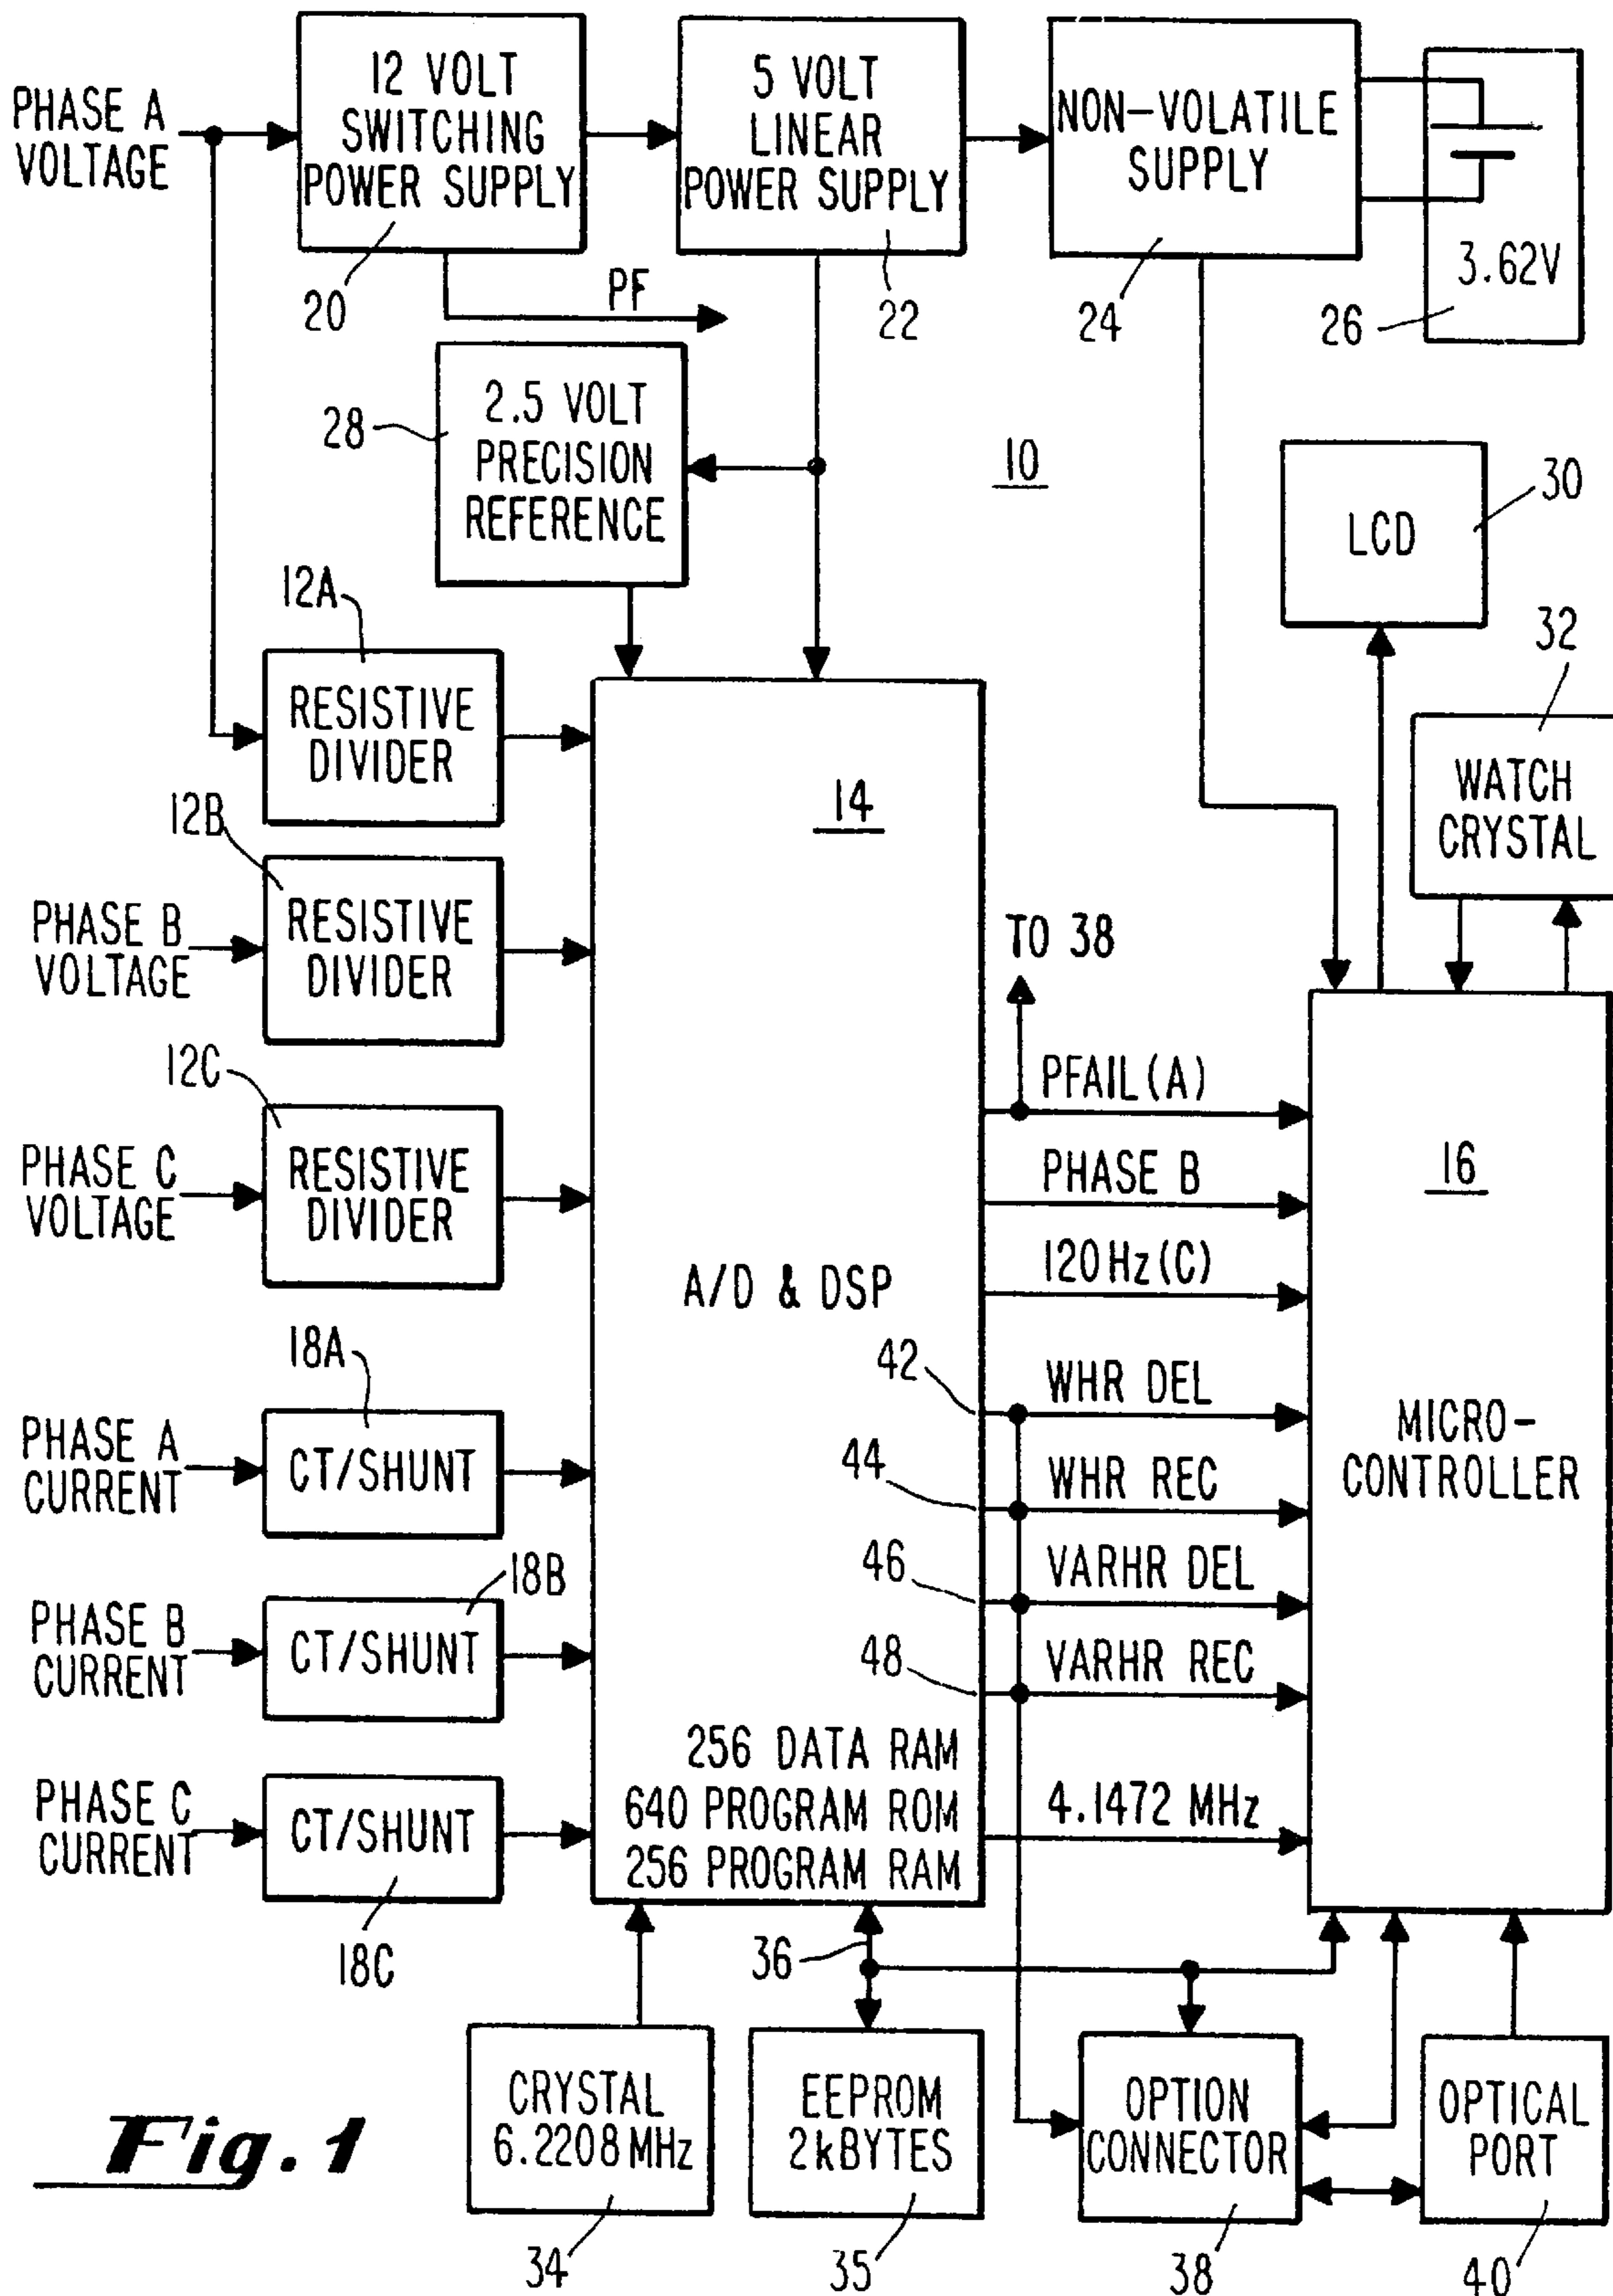 PHASE A
VOLTAGE
12 VOLT
SWITCHING
POWER SUPPLY
20
PF
5 VOLT
LINEAR
POWER SUPPLY
22
NON-VOLATILE
SUPPLY
24
3.62V
26
28
2.5 VOLT
PRECISION
REFERENCE
10
LCD
30
32
WATCH
CRYSTAL
12A
RESISTIVE
DIVIDER
12B
PHASE B
VOLTAGE
RESISTIVE
DIVIDER
12C
PHASE C
VOLTAGE
RESISTIVE
DIVIDER
18A
PHASE A
CURRENT
CT/SHUNT
18B
PHASE B
CURRENT
CT/SHUNT
PHASE C
CURRENT
CT/SHUNT
18C
14
A/D & DSP
256 DATA RAM
640 PROGRAM ROM
256 PROGRAM RAM
TO 38
PFAIL(A)
PHASE B
120Hz(C)
42
WHR DEL
44
WHR REC
46
VARHR DEL
48
VARHR REC
4.1472 MHz
16
MICRO-
CONTROLLER
36
CRYSTAL
6.2208MHz
34
EEPROM
2kBYTES
35
OPTION
CONNECTOR
38
OPTICAL
PORT
40
Fig. 1